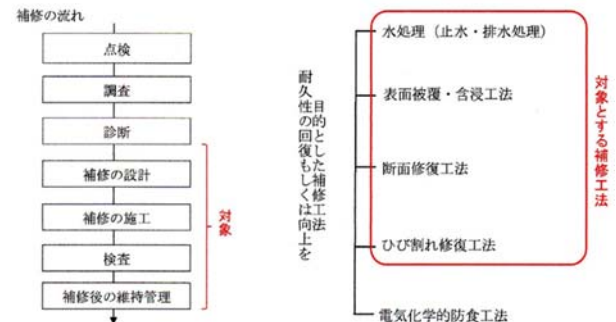 補修の流れ
点検
調査
診断
補修の設計
補修の施工
検査
補修後の維持管理
対象
耐久性の回復もしくは向上を
目的とした補修工法
水処理（止水・排水処理）
表面被覆・含浸工法
断面修復工法
ひび割れ修復工法
電気化学的防食工法
対象とする補修工法